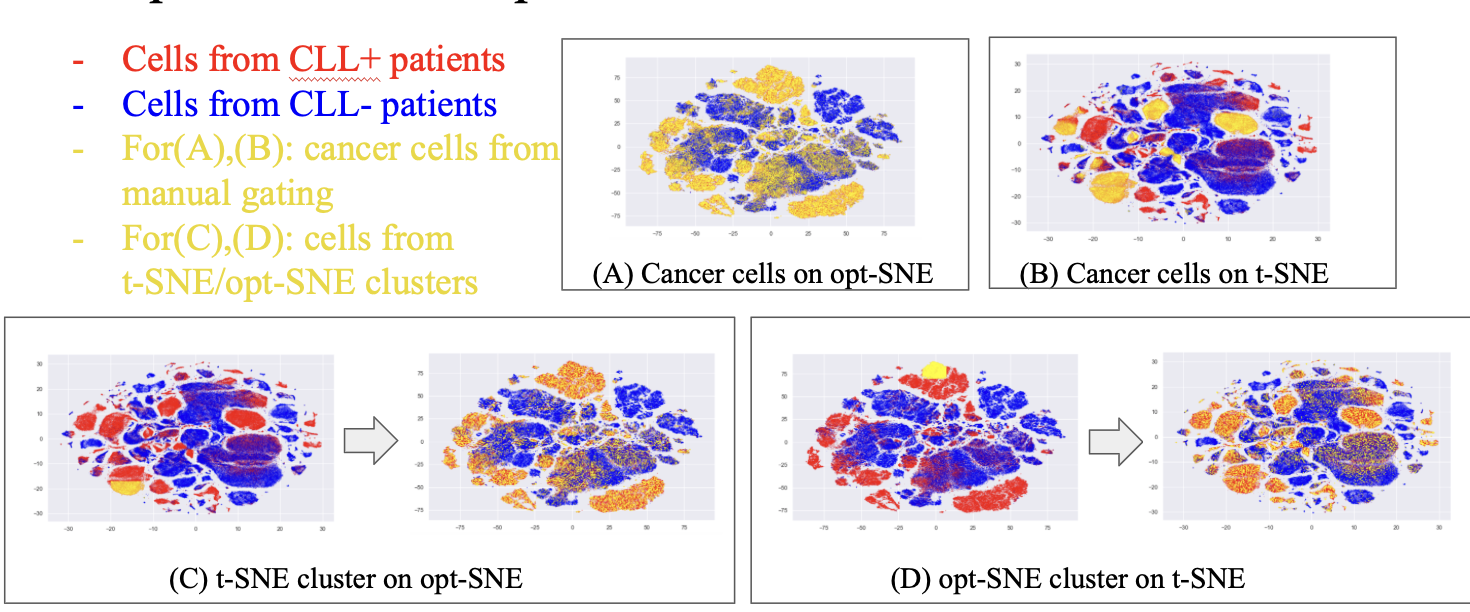 - Cells from CLL+ patients
- Cells from CLL- patients
- For(A),(B): cancer cells from
manual gating
- For(C),(D): cells from
t-SNE/opt-SNE clusters
75
50
25
0
-25
-50
-75
-75 -50 -25 0 25 50 75
(A) Cancer cells on opt-SNE
30
20
10
0
-10
-20
-30
-30 -20 -10 0 10 20 30
(B) Cancer cells on t-SNE
30
20
10
0
-10
-20
-30
-30 -20 -10 0 10 20 30
75
50
25
0
-25
-50
-75
-75 -50 -25 0 25 50 75
(C) t-SNE cluster on opt-SNE
75
50
25
0
-25
-50
-75
-75 -50 -25 0 25 50 75
30
20
10
0
-10
-20
-30
-30 -20 -10 0 10 20 30
(D) opt-SNE cluster on t-SNE